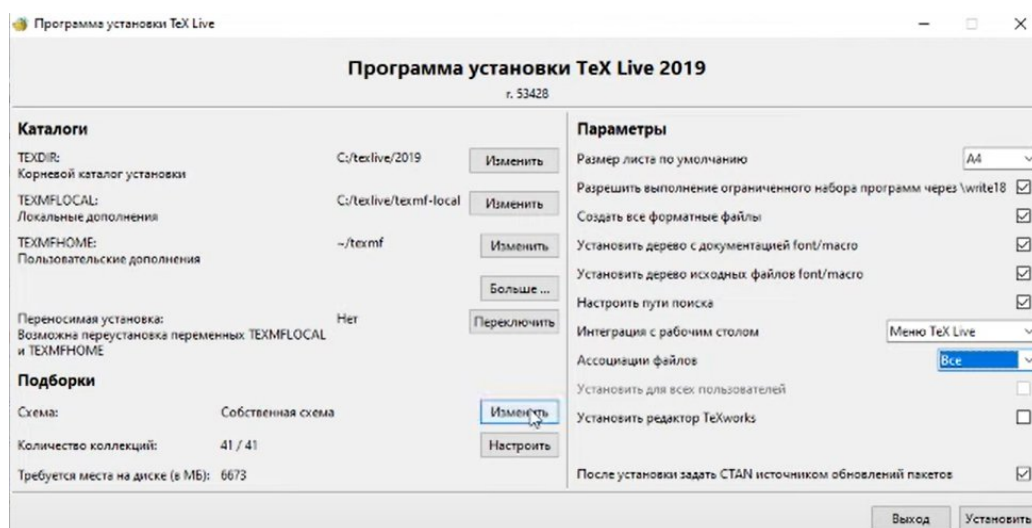 Программа установки TeX Live
Программа установки TeX Live 2019
r. 53428
Каталоги
TEXDIR:
Корневой каталог установки
C:/texlive/2019
Изменить
TEXMFLOCAL:
Локальные дополнения
C:/texlive/texmf-local
Изменить
TEXMFHOME:
Пользовательские дополнения
~/texmf
Изменить
Больше ...
Переносимая установка:
Возможна переустановка переменных TEXMFLOCAL
и TEXMFHOME
Нет
Переключить
Подборки
Схема:
Собственная схема
Изменить
Количество коллекций:
41 / 41
Настроить
Требуется места на диске (в МБ): 6673
Параметры
Размер листа по умолчанию
A4
Разрешить выполнение ограниченного набора программ через \write18
Создать все форматные файлы
Установить дерево с документацией font/macro
Установить дерево исходных файлов font/macro
Настроить пути поиска
Интеграция с рабочим столом
Меню TeX Live
Ассоциации файлов
Все
Установить для всех пользователей
Установить редактор TeXworks
После установки задать CTAN источником обновлений пакетов
Выход
Установить